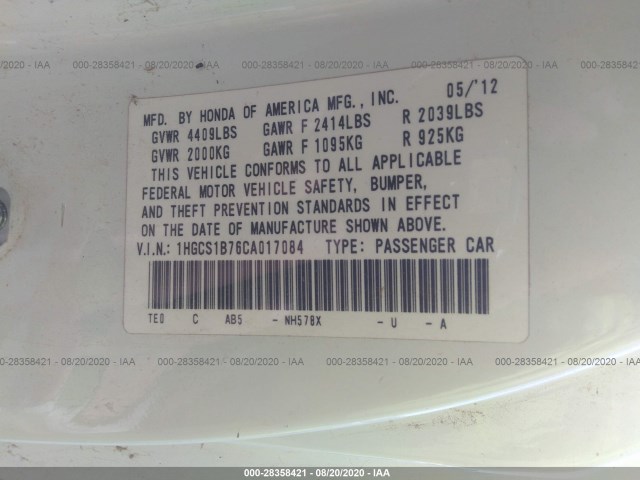 000-28358421 - 08/20/2020 - IAA
MFD. BY HONDA OF AMERICA MFG., INC. 05/'12
GVWR 4409LBS GAWR F 2414LBS R 2039LBS
GVWR 2000KG GAWR F 1095KG R 925KG
THIS VEHICLE CONFORMS TO ALL APPLICABLE
FEDERAL MOTOR VEHICLE SAFETY, BUMPER,
AND THEFT PREVENTION STANDARDS IN EFFECT
ON THE DATE OF MANUFACTURE SHOWN ABOVE.
V.I.N.: 1HGCS1B76CA017084 TYPE: PASSENGER CAR
TE0 C AB5 - NH578X - U - A
000-28358421 - 08/20/2020 - IAA
000-28358421 - 08/20/2020 - IAA